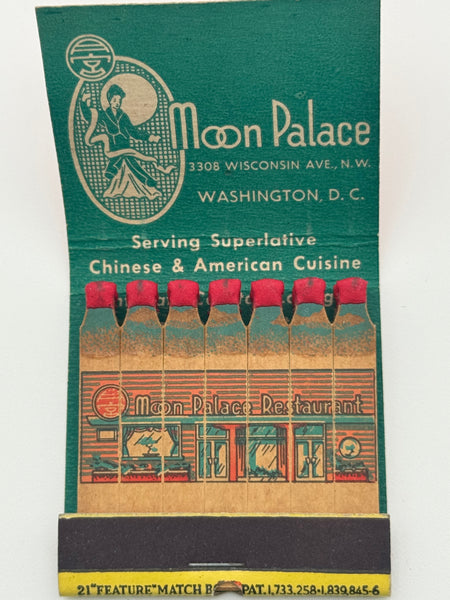 Moon Palace
3308 WISCONSIN AVE., N.W.
WASHINGTON, D. C.
Serving Superlative
Chinese & American Cuisine
Moon Palace Restaurant
21 "FEATURE" MATCH PAT. 1,733,258-1,839,845-6